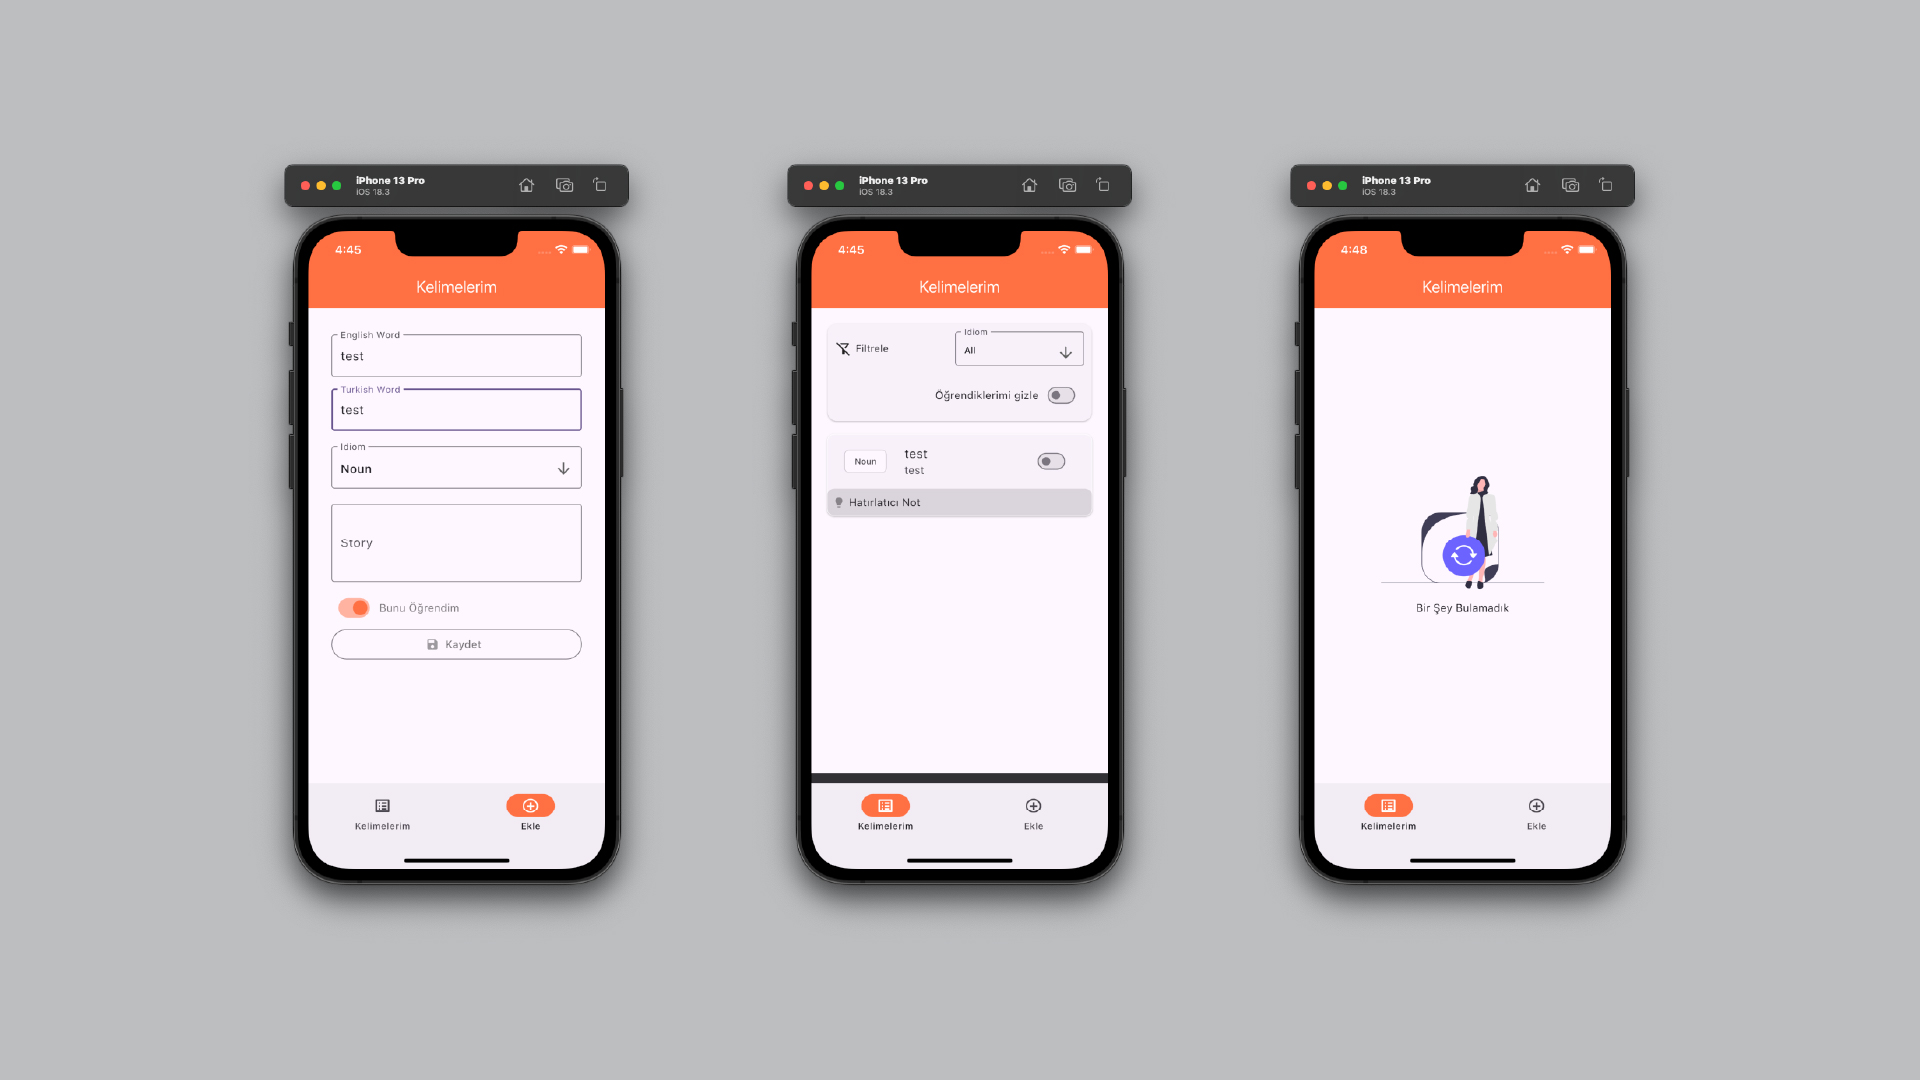 iPhone 13 Pro
iOS 18.3
4:45
Kelimelerim
English Word
test
Turkish Word
test
Idiom
Noun
Story
Bunu Öğrendim
Kaydet
Kelimelerim
Ekle
iPhone 13 Pro
iOS 18.3
4:45
Kelimelerim
Filtrele
Idiom
All
Öğrendiklerimi gizle
Noun
test
test
Hatırlatıcı Not
Kelimelerim
Ekle
iPhone 13 Pro
iOS 18.3
4:48
Kelimelerim
Bir Şey Bulamadık
Kelimelerim
Ekle